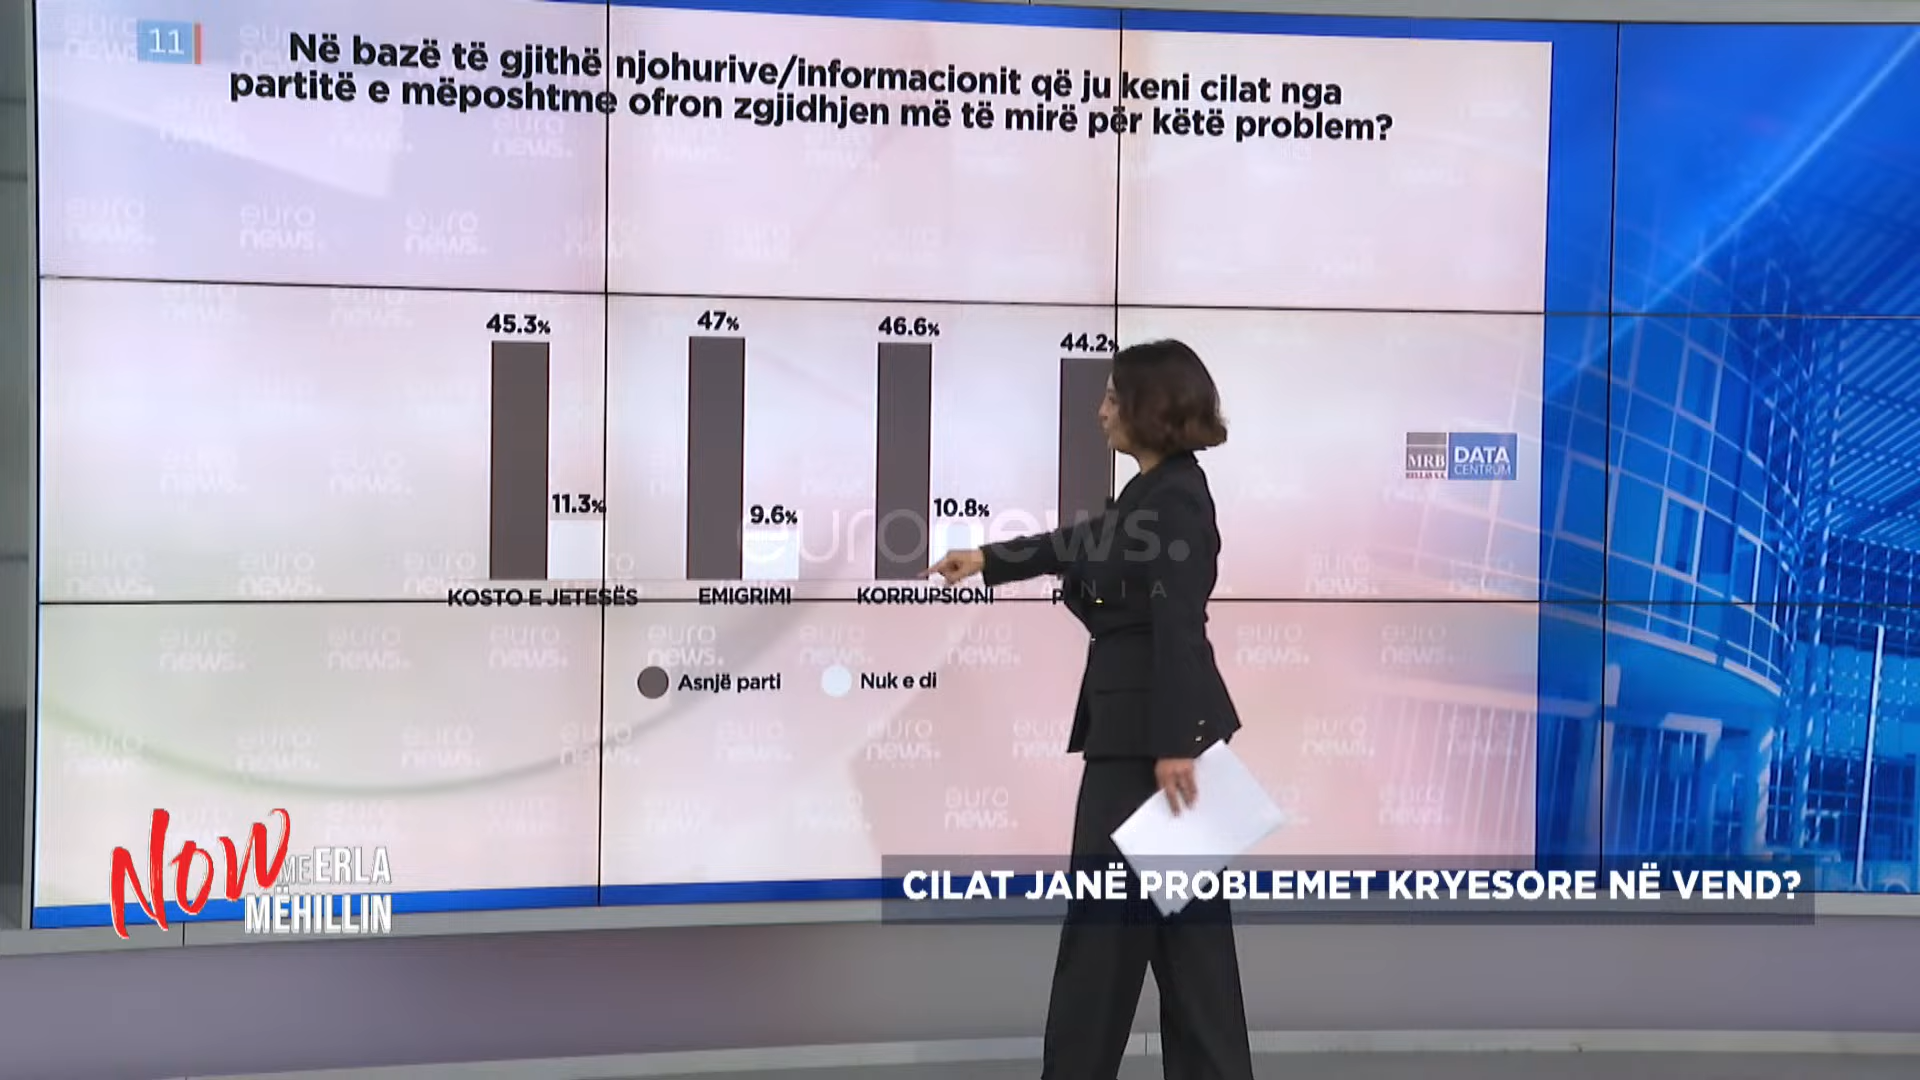 11
Në bazë të gjithë njohurive/informacionit që ju keni cilat nga
partitë e mëposhtme ofron zgjidhjen më të mirë për këtë problem?
45.3%
47%
46.6%
44.2%
11.3%
9.6%
10.8%
KOSTO E JETESËS
EMIGRIMI
KORRUPSIONI
Asnjë parti
Nuk e di
MRB
HELLAS S.A.
DATA
CENTRUM
euronews.
ALBANIA
Now
ME ERLA
MËHILLIN
CILAT JANË PROBLEMET KRYESORE NË VEND?